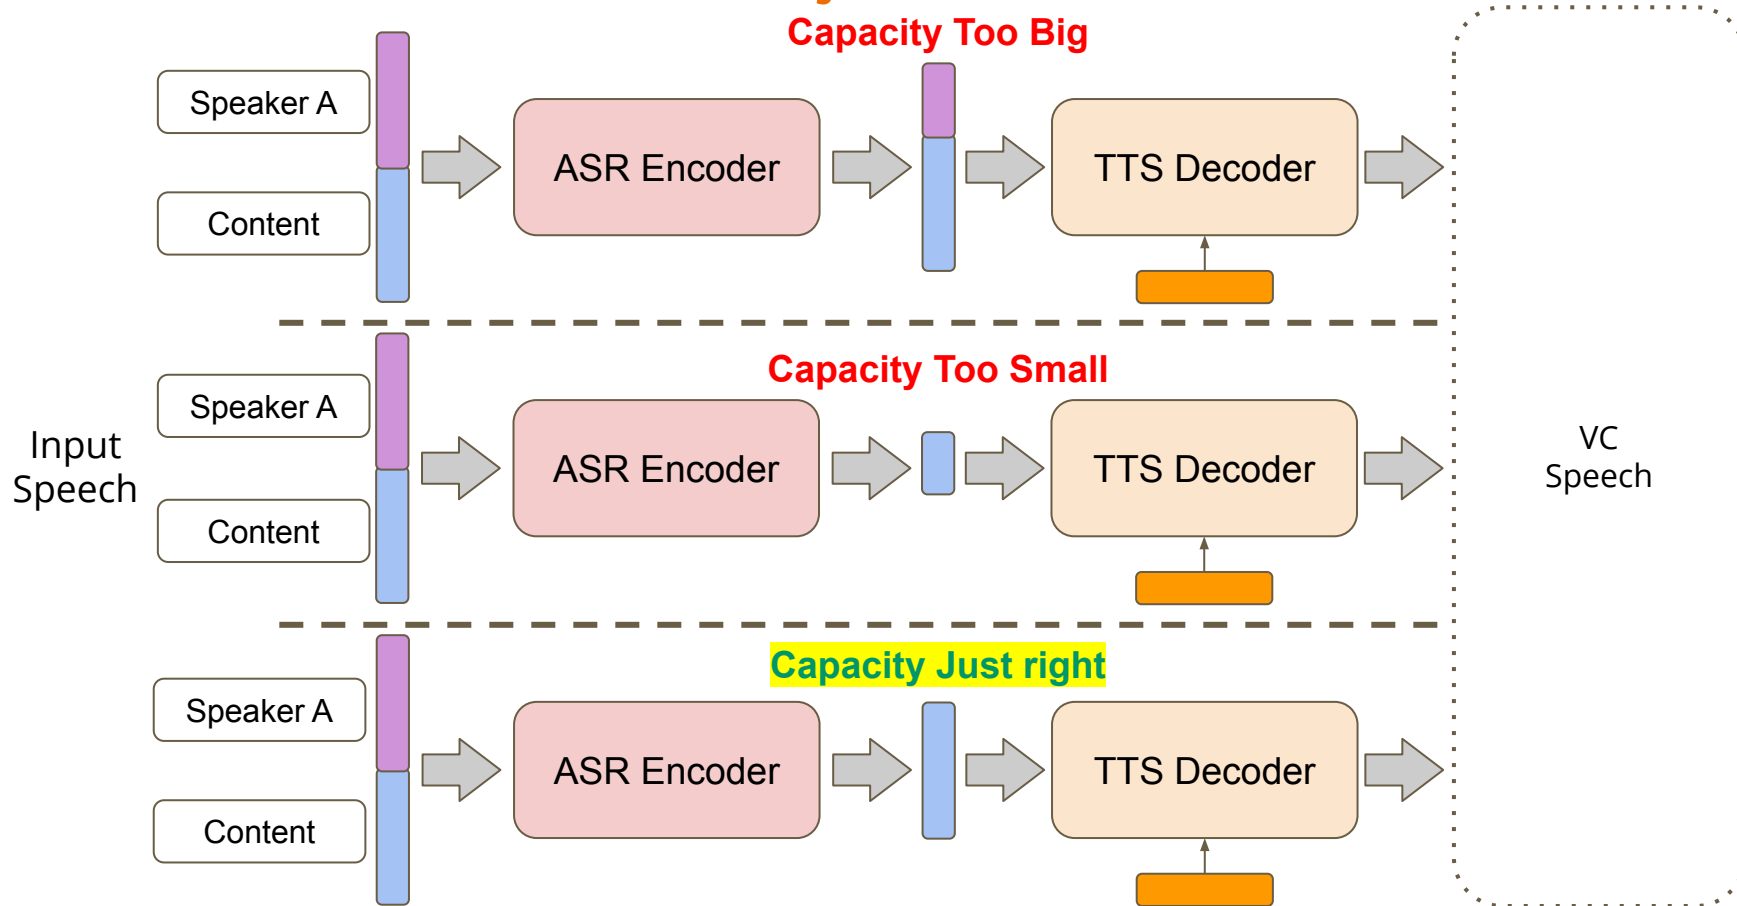 Capacity Too Big
Speaker A
ASR Encoder
TTS Decoder
Content
Capacity Too Small
Speaker A
Input
Speech
ASR Encoder
TTS Decoder
VC
Speech
Content
Capacity Just right
Speaker A
ASR Encoder
TTS Decoder
Content